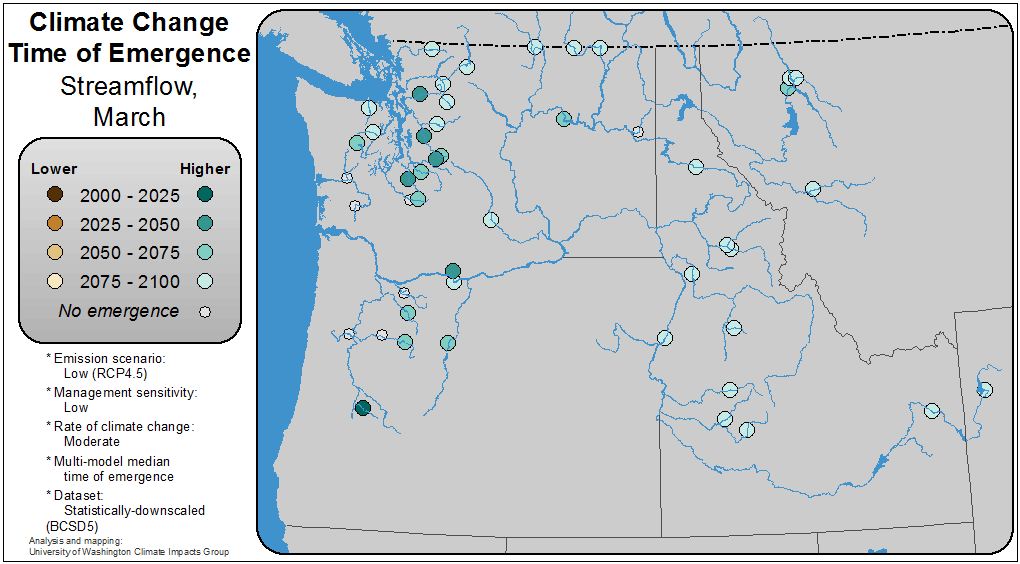 Climate Change
Time of Emergence
Streamflow,
March
Lower Higher
2000 - 2025
2025 - 2050
2050 - 2075
2075 - 2100
No emergence
* Emission scenario:
Low (RCP4.5)
* Management sensitivity:
Low
* Rate of climate change:
Moderate
* Multi-model median
time of emergence
* Dataset:
Statistically-downscaled
(BCSD5)
Analysis and mapping:
University of Washington Climate Impacts Group